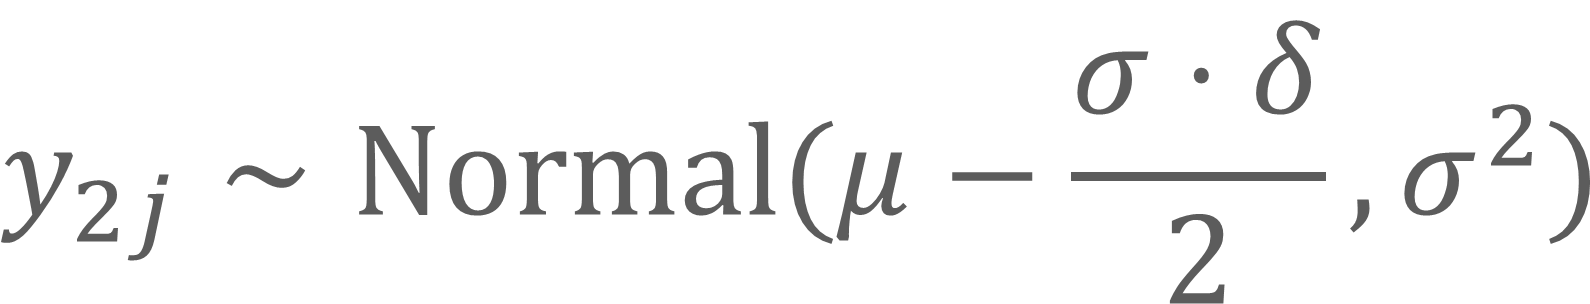 y₂ⱼ ~ Normal(μ − (σ · δ)/2 , σ²)